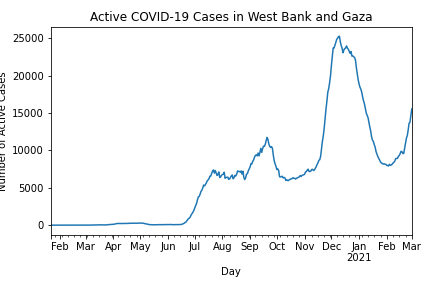 Active COVID-19 Cases in West Bank and Gaza
Number of Active Cases
25000
20000
15000
10000
5000
0
Feb Mar Apr May Jun Jul Aug Sep Oct Nov Dec Jan Feb Mar
2021
Day